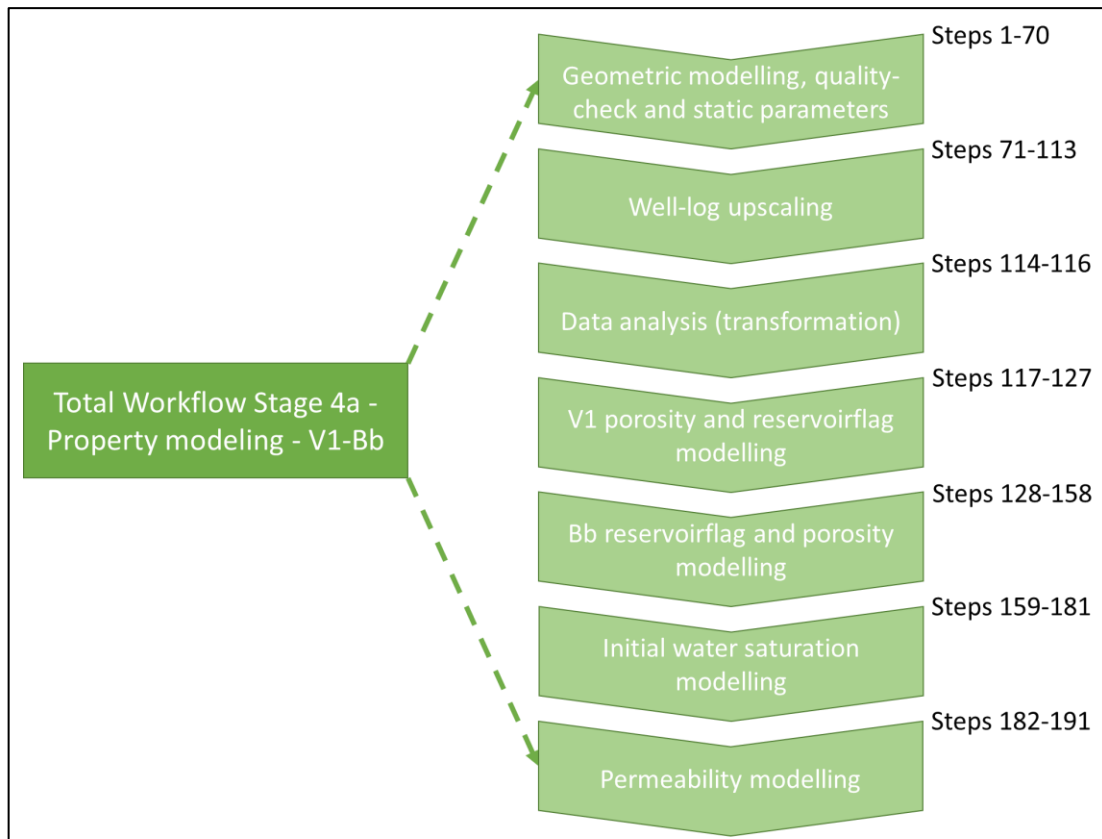 Steps 1-70
Geometric modelling, quality-
check and static parameters
Steps 71-113
Well-log upscaling
Steps 114-116
Data analysis (transformation)
Steps 117-127
V1 porosity and reservoirflag
modelling
Total Workflow Stage 4a -
Property modeling - V1-Bb
Steps 128-158
Bb reservoirflag and porosity
modelling
Steps 159-181
Initial water saturation
modelling
Steps 182-191
Permeability modelling